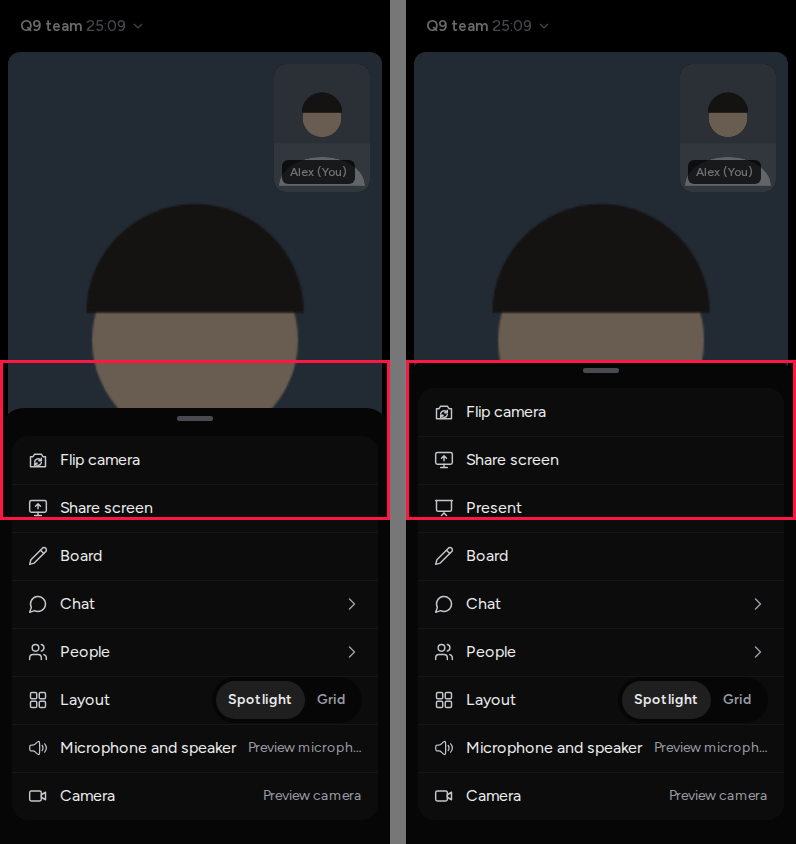 Q9 team 25:09
Alex (You)
Flip camera
Share screen
Board
Chat
People
Layout Spotlight Grid
Microphone and speaker Preview microph...
Camera Preview camera
Q9 team 25:09
Alex (You)
Flip camera
Share screen
Present
Board
Chat
People
Layout Spotlight Grid
Microphone and speaker Preview microph...
Camera Preview camera